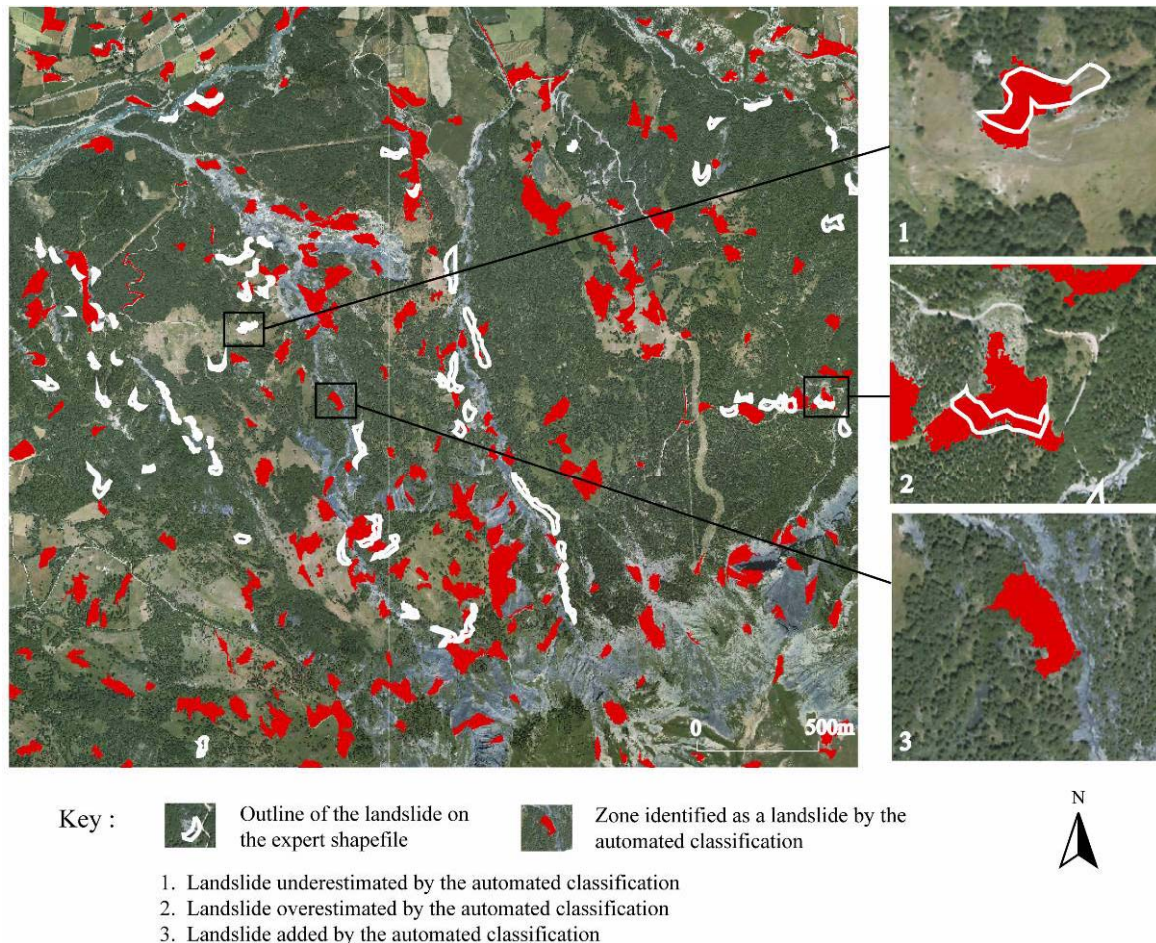 1
2
0 500m
3
Key :
Outline of the landslide on
the expert shapefile
Zone identified as a landslide by the
automated classification
N
1. Landslide underestimated by the automated classification
2. Landslide overestimated by the automated classification
3. Landslide added by the automated classification